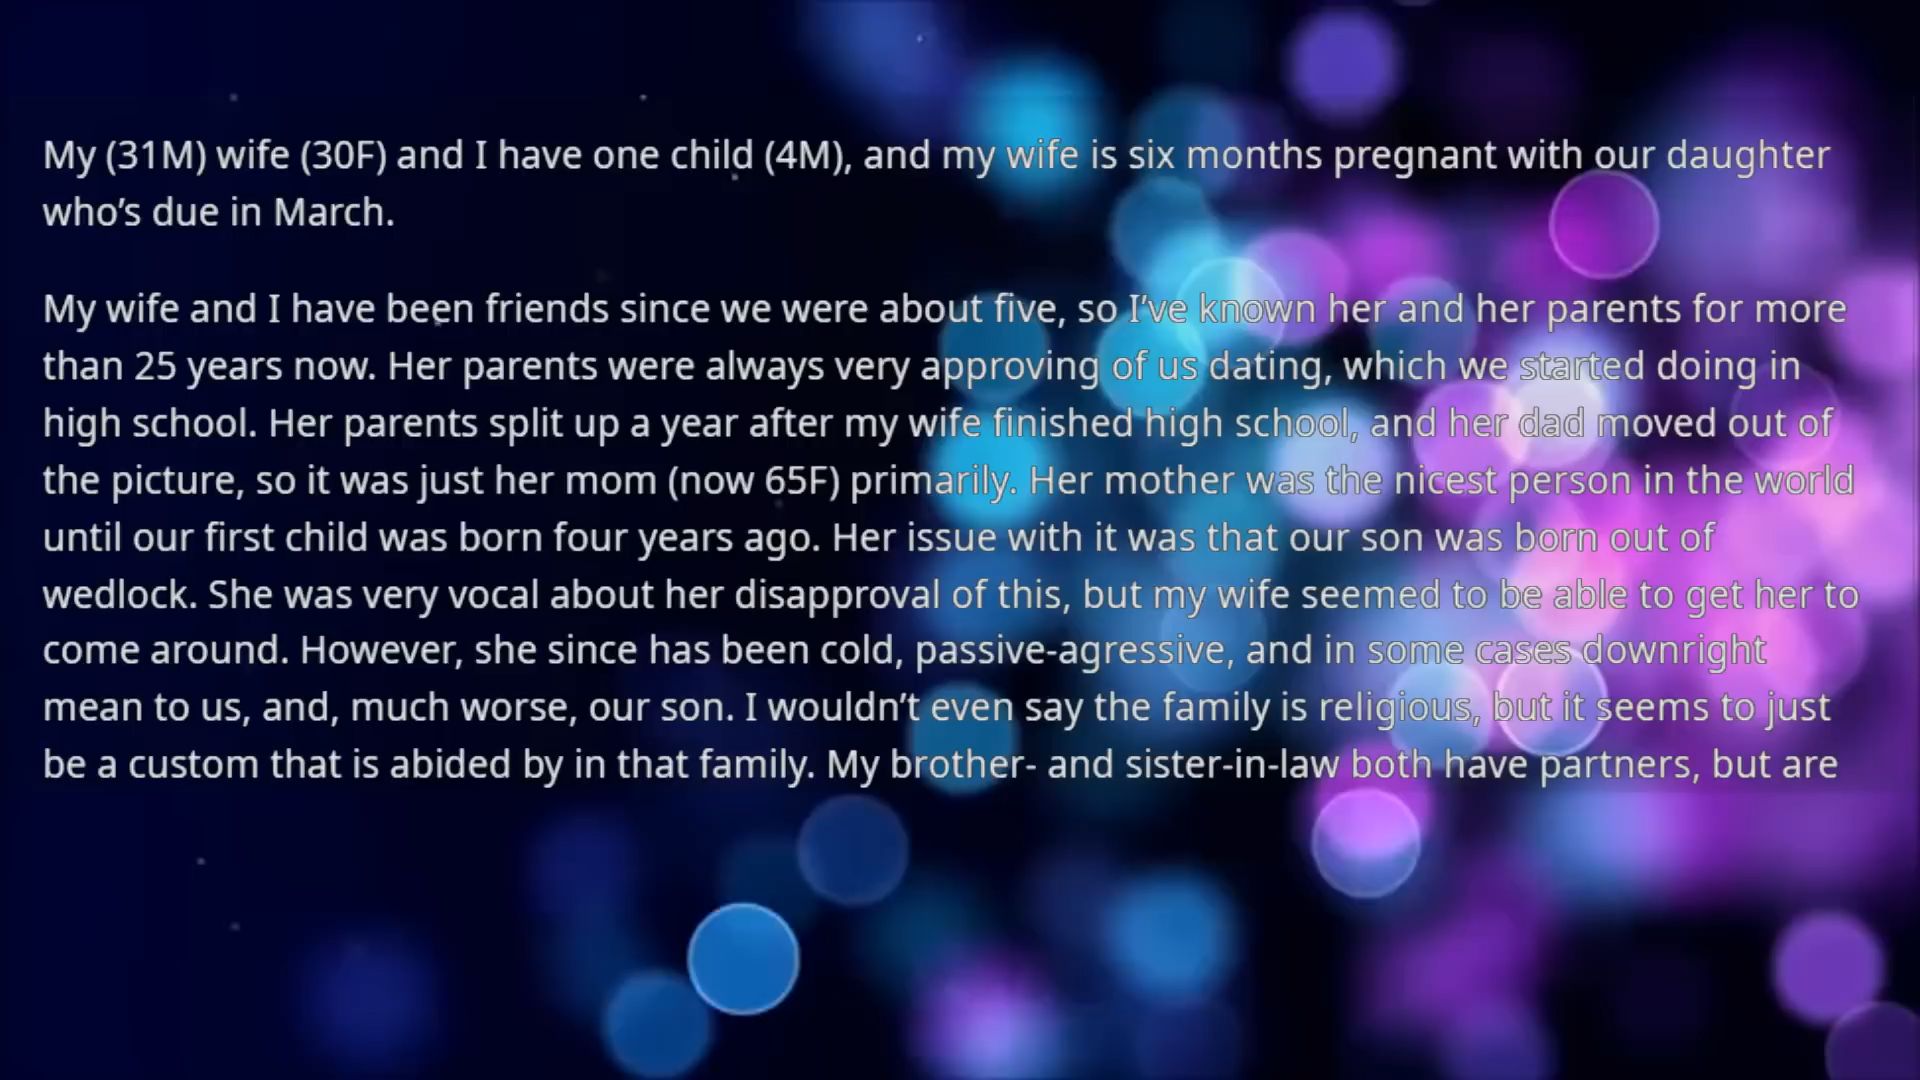 My (31M) wife (30F) and I have one child (4M), and my wife is six months pregnant with our daughter
who’s due in March.
My wife and I have been friends since we were about five, so I’ve known her and her parents for more
than 25 years now. Her parents were always very approving of us dating, which we started doing in
high school. Her parents split up a year after my wife finished high school, and her dad moved out of
the picture, so it was just her mom (now 65F) primarily. Her mother was the nicest person in the world
until our first child was born four years ago. Her issue with it was that our son was born out of
wedlock. She was very vocal about her disapproval of this, but my wife seemed to be able to get her to
come around. However, she since has been cold, passive-agressive, and in some cases downright
mean to us, and, much worse, our son. I wouldn’t even say the family is religious, but it seems to just
be a custom that is abided by in that family. My brother- and sister-in-law both have partners, but are